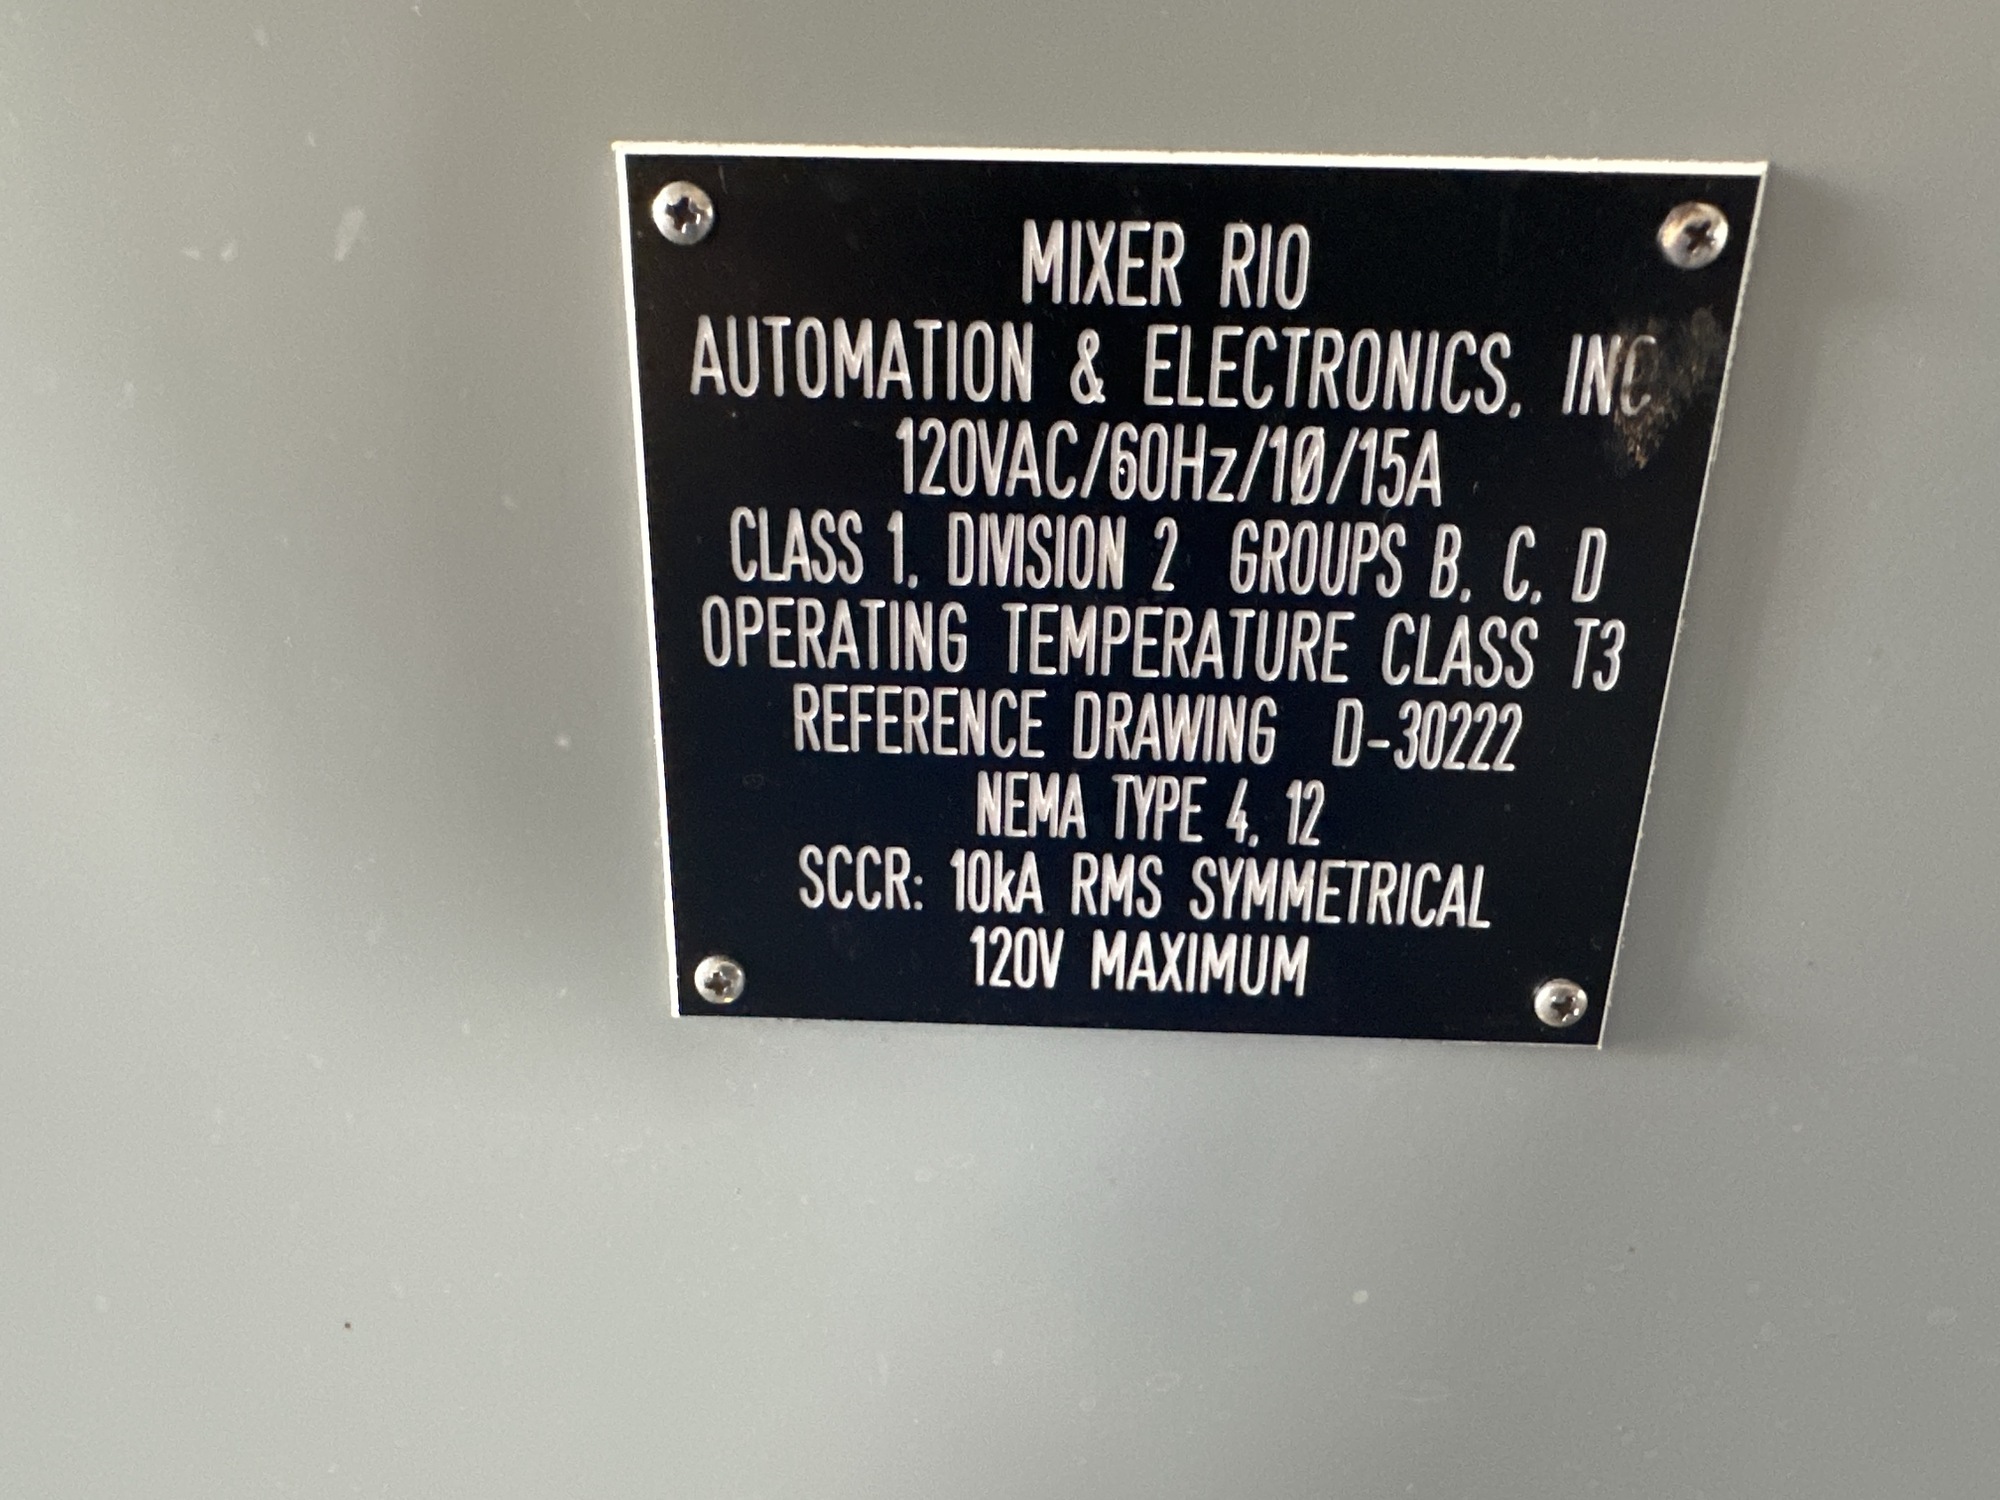 MIXER RIO
AUTOMATION & ELECTRONICS, INC
120VAC/60Hz/1Ø/15A
CLASS 1, DIVISION 2 GROUPS B, C, D
OPERATING TEMPERATURE CLASS T3
REFERENCE DRAWING D-30222
NEMA TYPE 4, 12
SCCR: 10kA RMS SYMMETRICAL
120V MAXIMUM